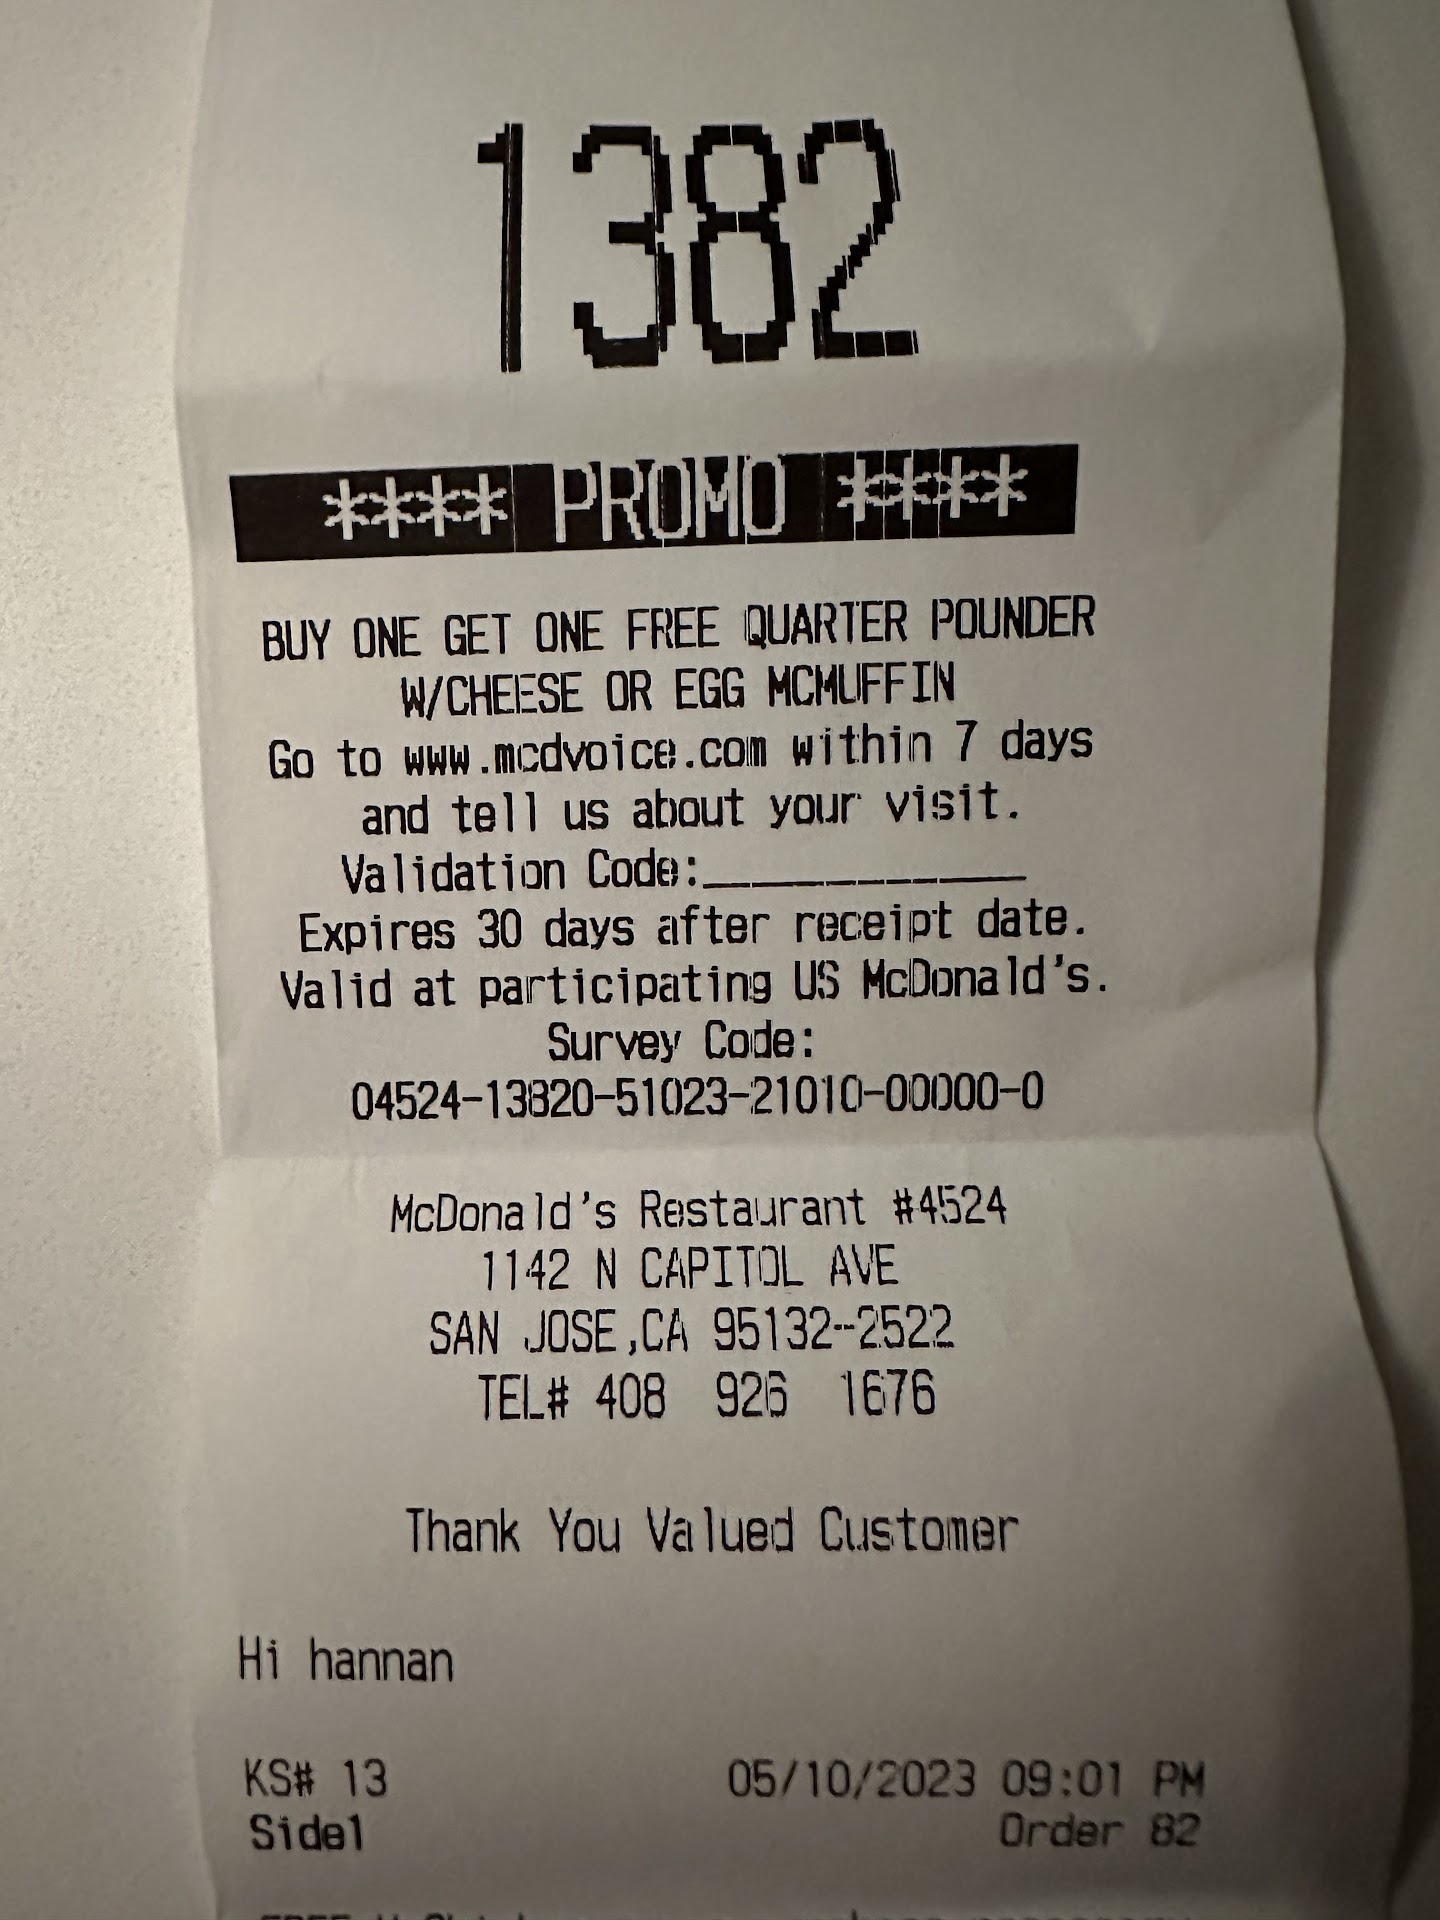 1382
**** PROMO ****
BUY ONE GET ONE FREE QUARTER POUNDER
W/CHEESE OR EGG MCMUFFIN
Go to www.mcdvoice.com within 7 days
and tell us about your visit.
Validation Code:____________
Expires 30 days after receipt date.
Valid at participating US McDonald's.
Survey Code:
04524-13820-51023-21010-00000-0
McDonald's Restaurant #4524
1142 N CAPITOL AVE
SAN JOSE,CA 95132-2522
TEL# 408 926 1676
Thank You Valued Customer
Hi hannan
KS# 13 05/10/2023 09:01 PM
Side1 Order 82